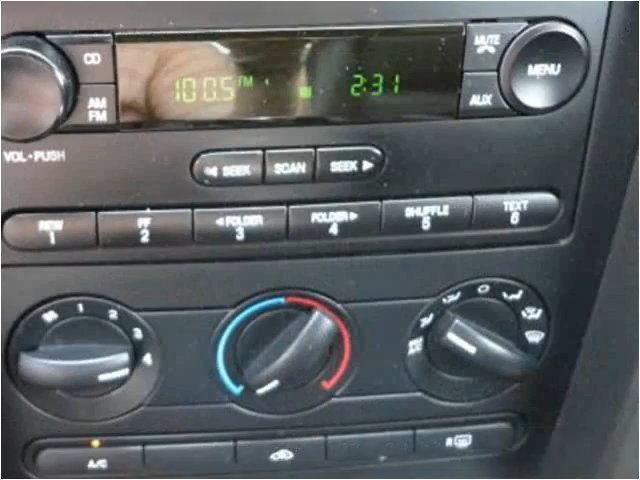 CD
AM
FM
100.5 FM 2:31
MUTE
AUX
MENU
VOL-PUSH
SEEK SCAN SEEK
REW
1
FF
2
FOLDER
3
FOLDER
4
SHUFFLE
5
TEXT
6
1 2 3 4
A/C
R